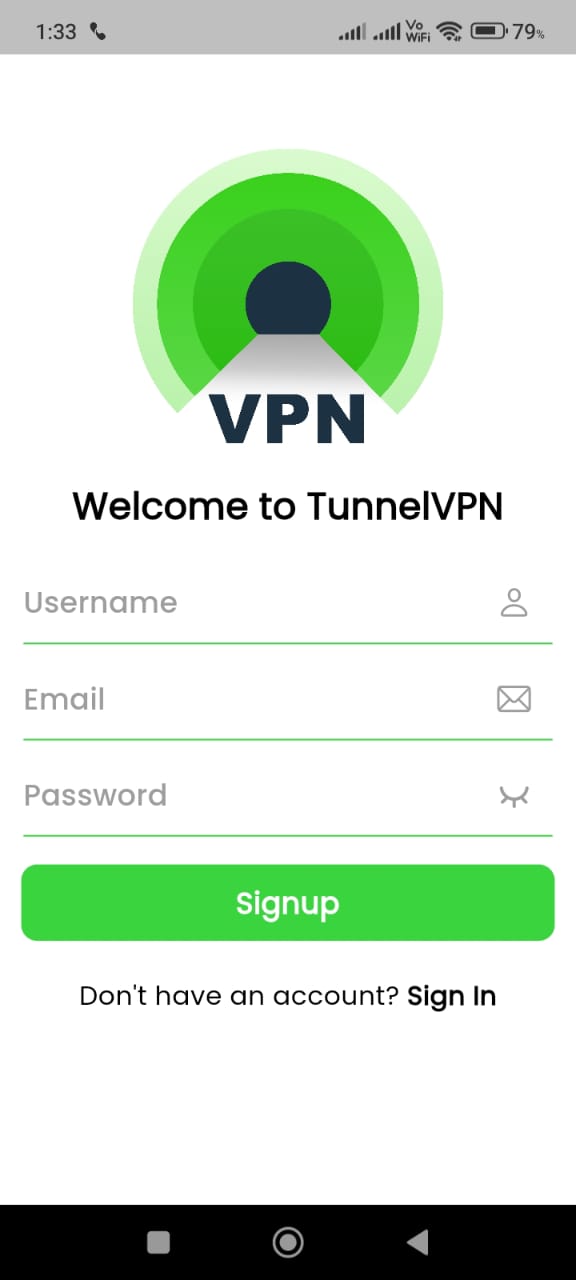 1:33
Vo
WiFi
79%
VPN
Welcome to TunnelVPN
Username
Email
Password
Signup
Don't have an account? Sign In